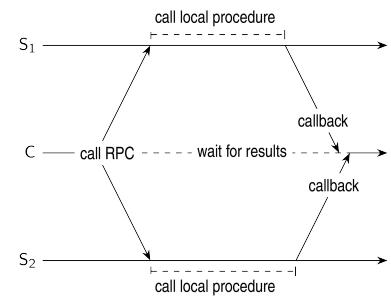 call local procedure
S1
callback
C call RPC wait for results
callback
S2
call local procedure